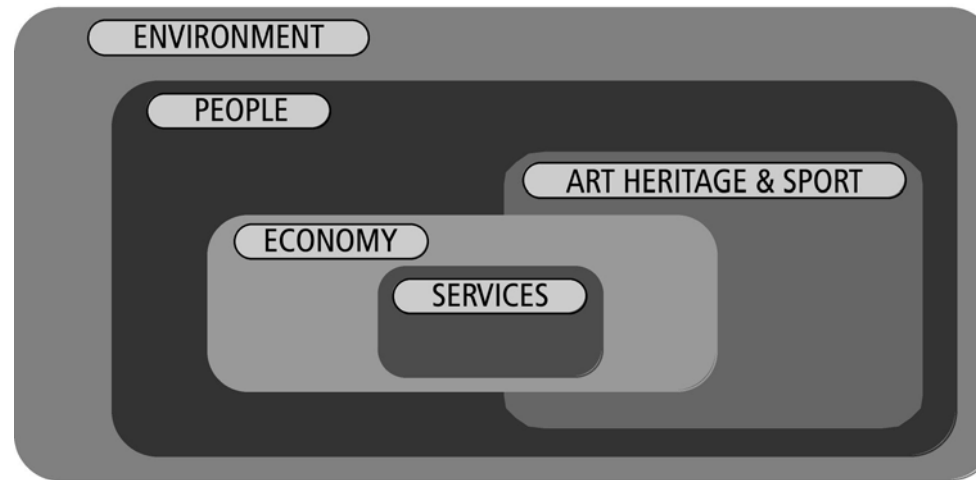 ENVIRONMENT
PEOPLE
ART HERITAGE & SPORT
ECONOMY
SERVICES